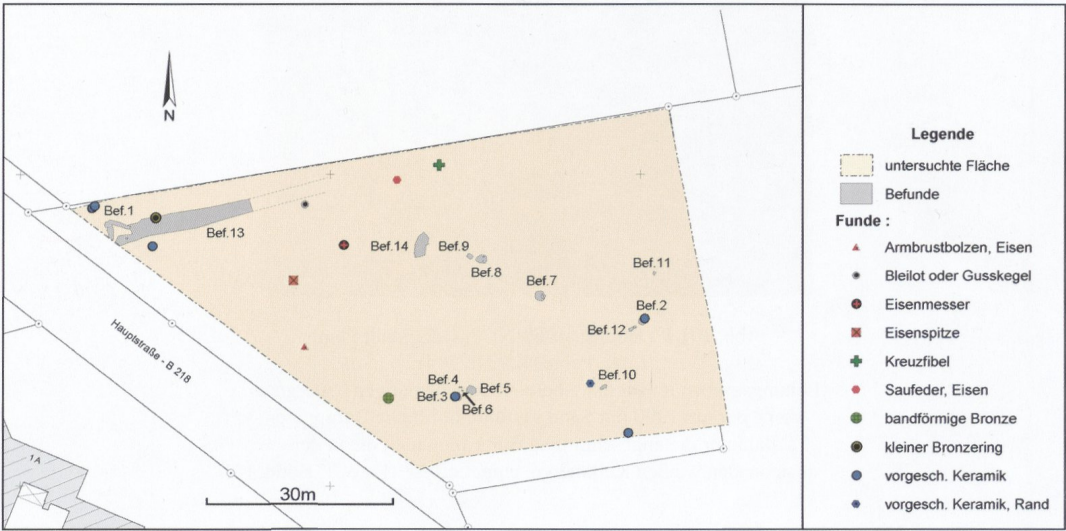 N
Bef.1
Bef.13
Bef.14
Bef.9
Bef.8
Bef.11
Bef.7
Bef.2
Bef.12
Bef.10
Bef.4
Bef.5
Bef.3
Bef.6
Hauptstraße - B 218
1 A
30m
Legende
untersuchte Fläche
Befunde
Funde :
Armbrustbolzen, Eisen
Bleilot oder Gusskegel
Eisenmesser
Eisenspitze
Kreuzfibel
Saufeder, Eisen
bandförmige Bronze
kleiner Bronzering
vorgesch. Keramik
vorgesch. Keramik, Rand